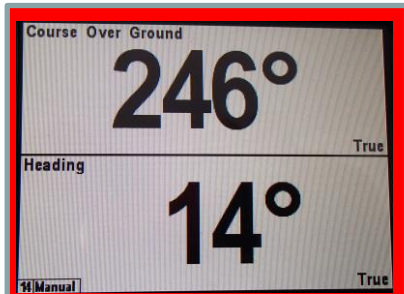 Course Over Ground
246°
True
Heading
14°
True
14 Manual